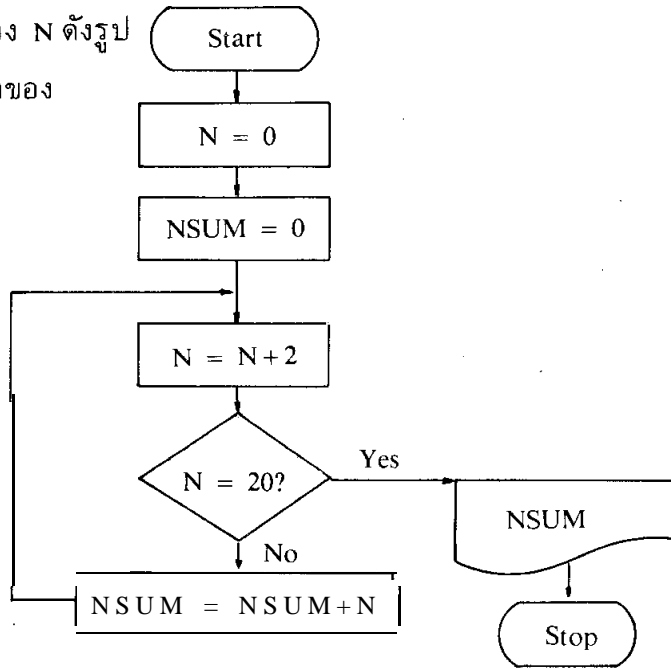 N ดังรูป
ของ
Start
N = 0
NSUM = 0
N = N+2
N = 20?
Yes
No
NSUM
NSUM = NSUM+N
Stop